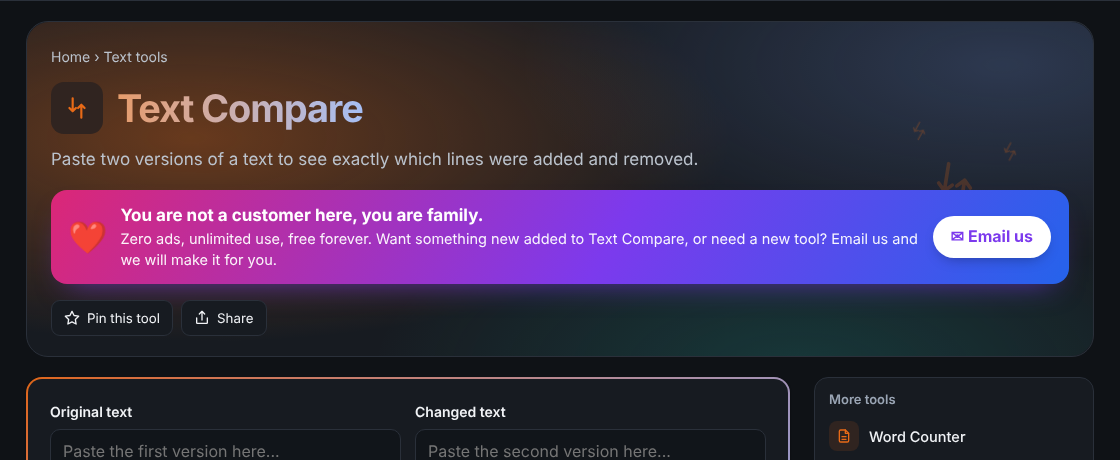 Home › Text tools
Text Compare
Paste two versions of a text to see exactly which lines were added and removed.
You are not a customer here, you are family.
Zero ads, unlimited use, free forever. Want something new added to Text Compare, or need a new tool? Email us and
we will make it for you.
✉ Email us
Pin this tool
Share
Original text
Changed text
More tools
Paste the first version here...
Paste the second version here...
Word Counter